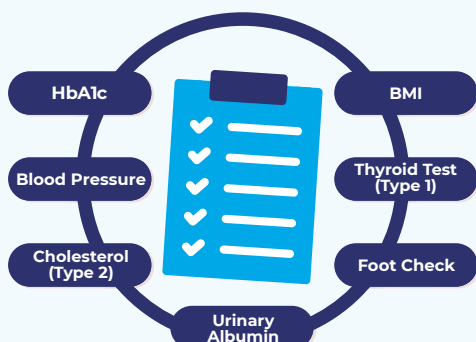 HbA1c
BMI
Blood Pressure
Thyroid Test
(Type 1)
Cholesterol
(Type 2)
Foot Check
Urinary
Albumin